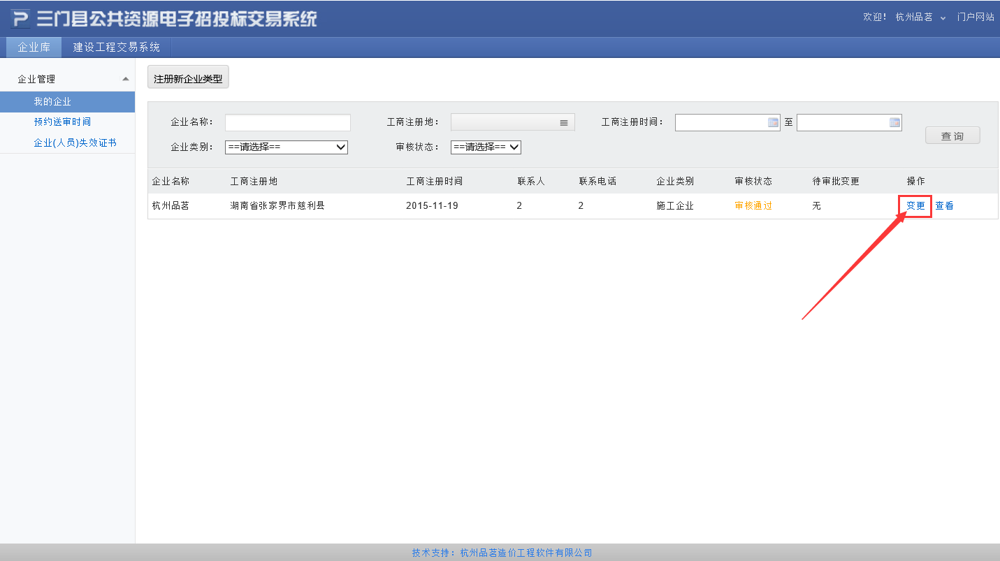 三门县公共资源电子招投标交易系统
欢迎! 杭州品茗 门户网站
企业库 建设工程交易系统
企业管理
我的企业
预约送审时间
企业(人员)失效证书
注册新企业类型
企业名称: 工商注册地: 工商注册时间: 至
企业类别: ==请选择== 审核状态: ==请选择== 查 询
企业名称 工商注册地 工商注册时间 联系人 联系电话 企业类别 审核状态 待审批变更 操作
杭州品茗 湖南省张家界市慈利县 2015-11-19 2 2 施工企业 审核通过 无 变更 查看
技术支持: 杭州品茗造价工程软件有限公司